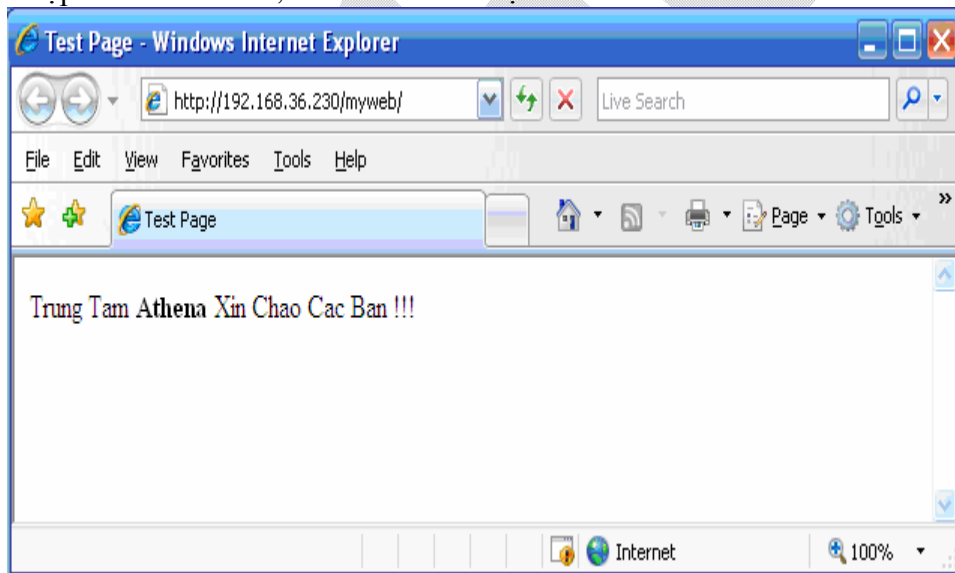 Test Page - Windows Internet Explorer
http://192.168.36.230/myweb/ Live Search
File Edit View Favorites Tools Help
Test Page Page Tools »
Trung Tam Athena Xin Chao Cac Ban !!!
Internet 100%